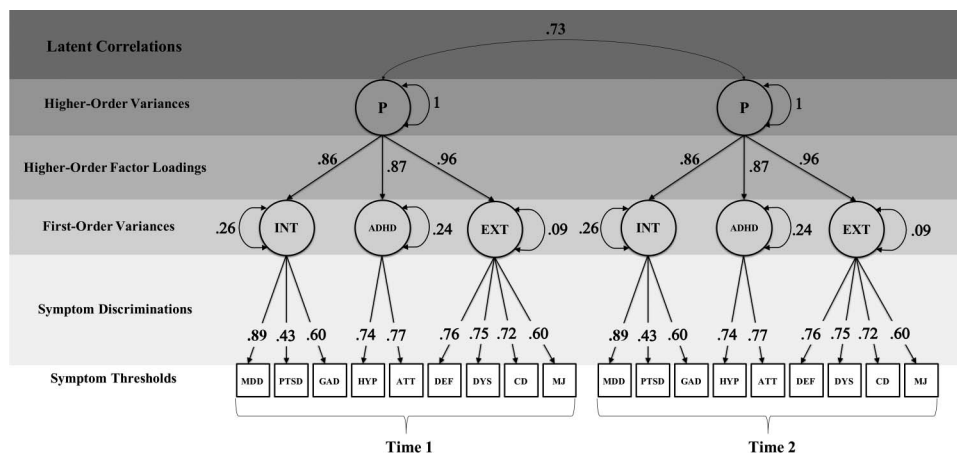 .73
Latent Correlations
Higher-Order Variances
P
1
P
1
Higher-Order Factor Loadings
.86
.87
.96
.86
.87
.96
First-Order Variances
.26
INT
ADHD
.24
EXT
.09
.26
INT
ADHD
.24
EXT
.09
Symptom Discriminations
.89
.43
.60
.74
.77
.76
.75
.72
.60
.89
.43
.60
.74
.77
.76
.75
.72
.60
Symptom Thresholds
MDD
PTSD
GAD
HYP
ATT
DEF
DYS
CD
MJ
MDD
PTSD
GAD
HYP
ATT
DEF
DYS
CD
MJ
Time 1
Time 2